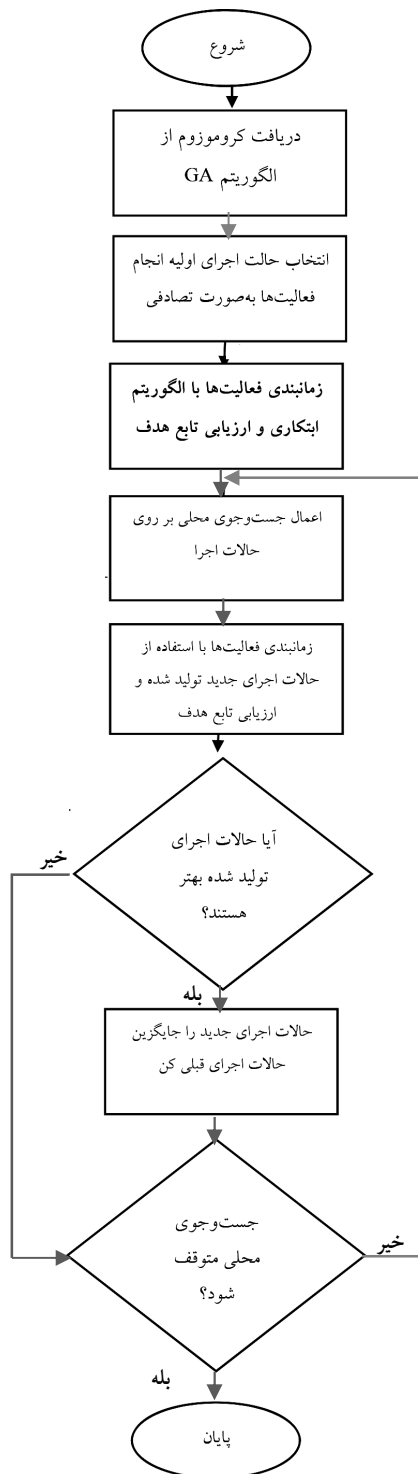 شروع
دریافت کروموزوم از
الگوریتم GA
انتخاب حالت اجرای اولیه انجام
فعالیت‌ها به‌صورت تصادفی
زمانبندی فعالیت‌ها با الگوریتم
ابتکاری و ارزیابی تابع هدف
اعمال جست‌وجوی محلی بر روی
حالات اجرا
زمانبندی فعالیت‌ها با استفاده از
حالات اجرای جدید تولید شده و
ارزیابی تابع هدف
آیا حالات اجرای
تولید شده بهتر
هستند؟
خیر
بله
حالات اجرای جدید را جایگزین
حالات اجرای قبلی کن
جست‌وجوی
محلی متوقف
شود؟
خیر
بله
پایان